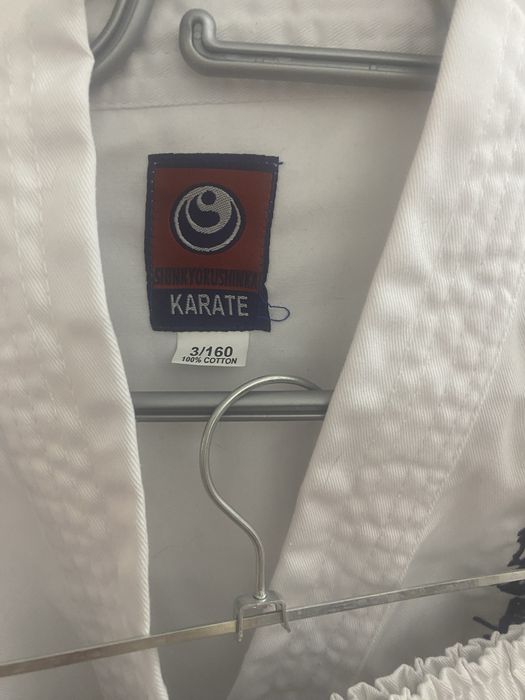 SHINKYOKUSHINKAI
KARATE
3/160
100% COTTON